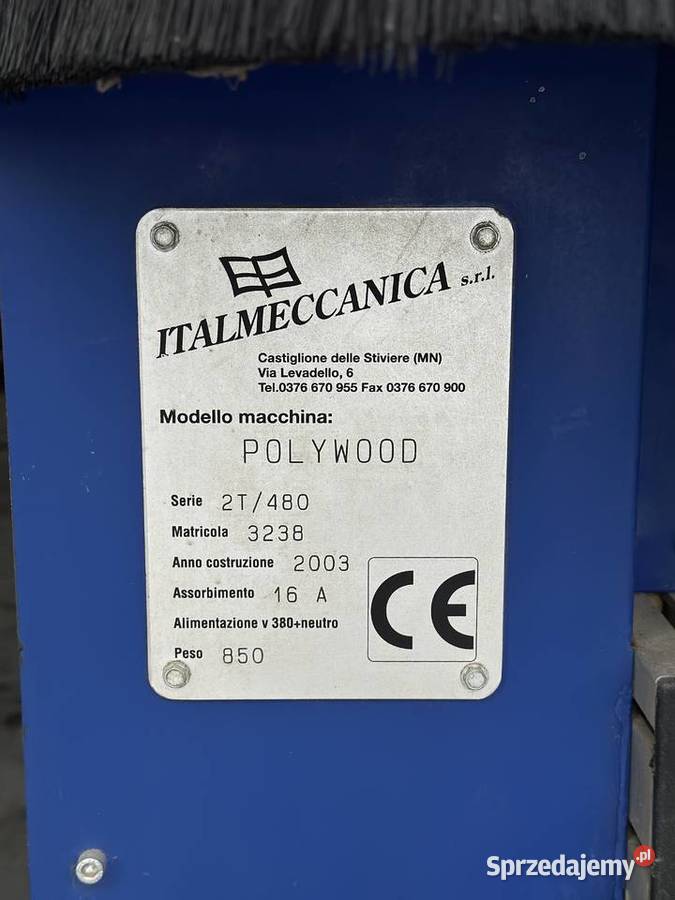 ITALMECCANICA s.r.l.
Castiglione delle Stiviere (MN)
Via Levadello, 6
Tel.0376 670 955 Fax 0376 670 900
Modello macchina:
POLYWOOD
Serie 2T/480
Matricola 3238
Anno costruzione 2003
Assorbimento 16 A
Alimentazione v 380+neutro
Peso 850
CE
Sprzedajemy.pl